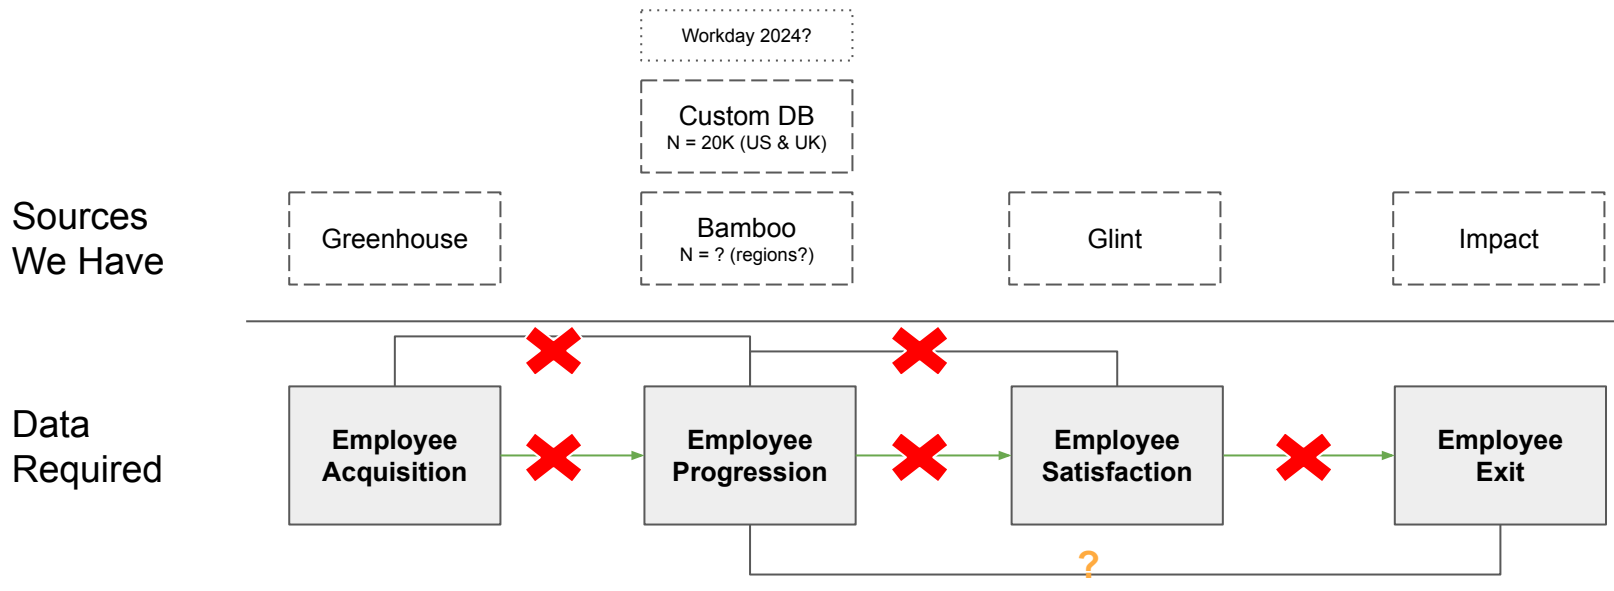 Workday 2024?
Custom DB
N = 20K (US & UK)
Sources
We Have
Greenhouse
Bamboo
N = ? (regions?)
Glint
Impact
Data
Required
Employee
Acquisition
Employee
Progression
Employee
Satisfaction
Employee
Exit
?